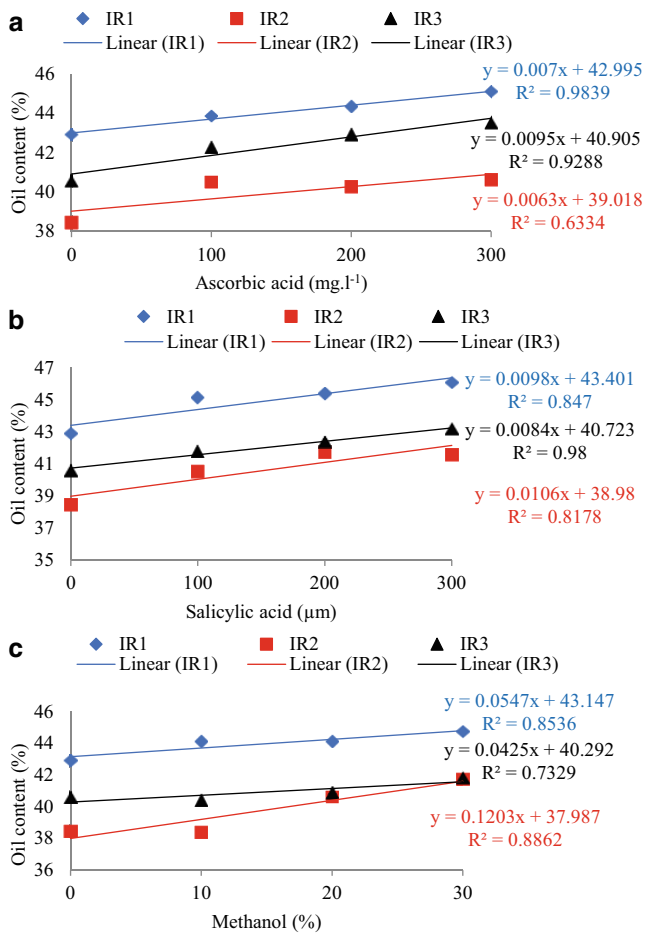 a
IR1 IR2 IR3
Linear (IR1) Linear (IR2) Linear (IR3)
46
44
42
40
38
Oil content (%)
y = 0.007x + 42.995
R² = 0.9839
y = 0.0095x + 40.905
R² = 0.9288
y = 0.0063x + 39.018
R² = 0.6334
0 100 200 300
Ascorbic acid (mg.l⁻¹)
b
IR1 IR2 IR3
Linear (IR1) Linear (IR2) Linear (IR3)
47
45
43
41
39
37
35
Oil content (%)
y = 0.0098x + 43.401
R² = 0.847
y = 0.0084x + 40.723
R² = 0.98
y = 0.0106x + 38.98
R² = 0.8178
0 100 200 300
Salicylic acid (µm)
c
IR1 IR2 IR3
Linear (IR1) Linear (IR2) Linear (IR3)
46
44
42
40
38
36
Oil content (%)
y = 0.0547x + 43.147
R² = 0.8536
y = 0.0425x + 40.292
R² = 0.7329
y = 0.1203x + 37.987
R² = 0.8862
0 10 20 30
Methanol (%)